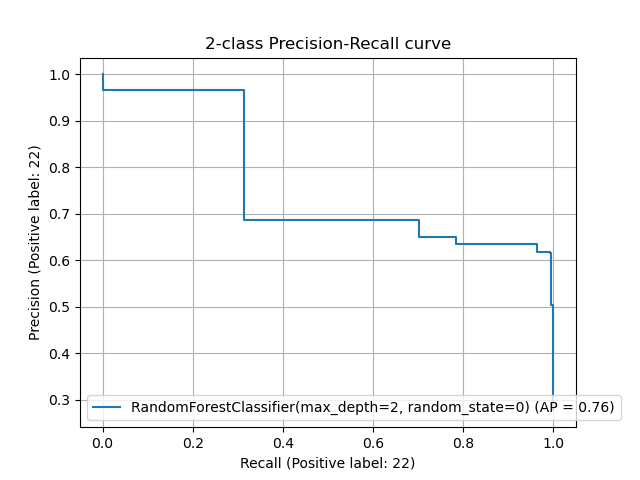 2-class Precision-Recall curve
Precision (Positive label: 22)
1.0
0.9
0.8
0.7
0.6
0.5
0.4
0.3
RandomForestClassifier(max_depth=2, random_state=0) (AP = 0.76)
0.0 0.2 0.4 0.6 0.8 1.0
Recall (Positive label: 22)